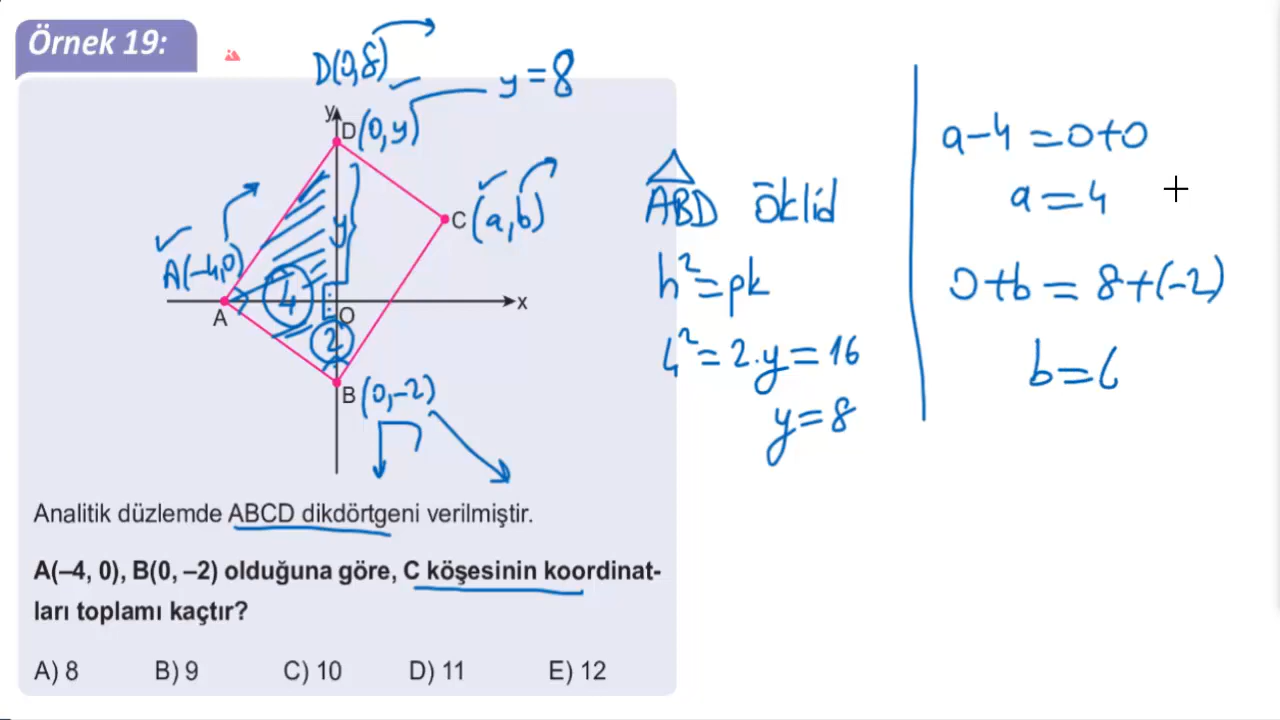 Örnek 19:
D(0,8)
y=8
y
D(0,y)
y
C(a,b)
A(-4,0)
4
A
O
x
2
B(0,-2)
ABD öklid
h²=pk
4²=2.y=16
y=8
a-4=0+0
a=4
0+b=8+(-2)
b=6
Analitik düzlemde ABCD dikdörtgeni verilmiştir.
A(–4, 0), B(0, –2) olduğuna göre, C köşesinin koordinat-
ları toplamı kaçtır?
A) 8 B) 9 C) 10 D) 11 E) 12